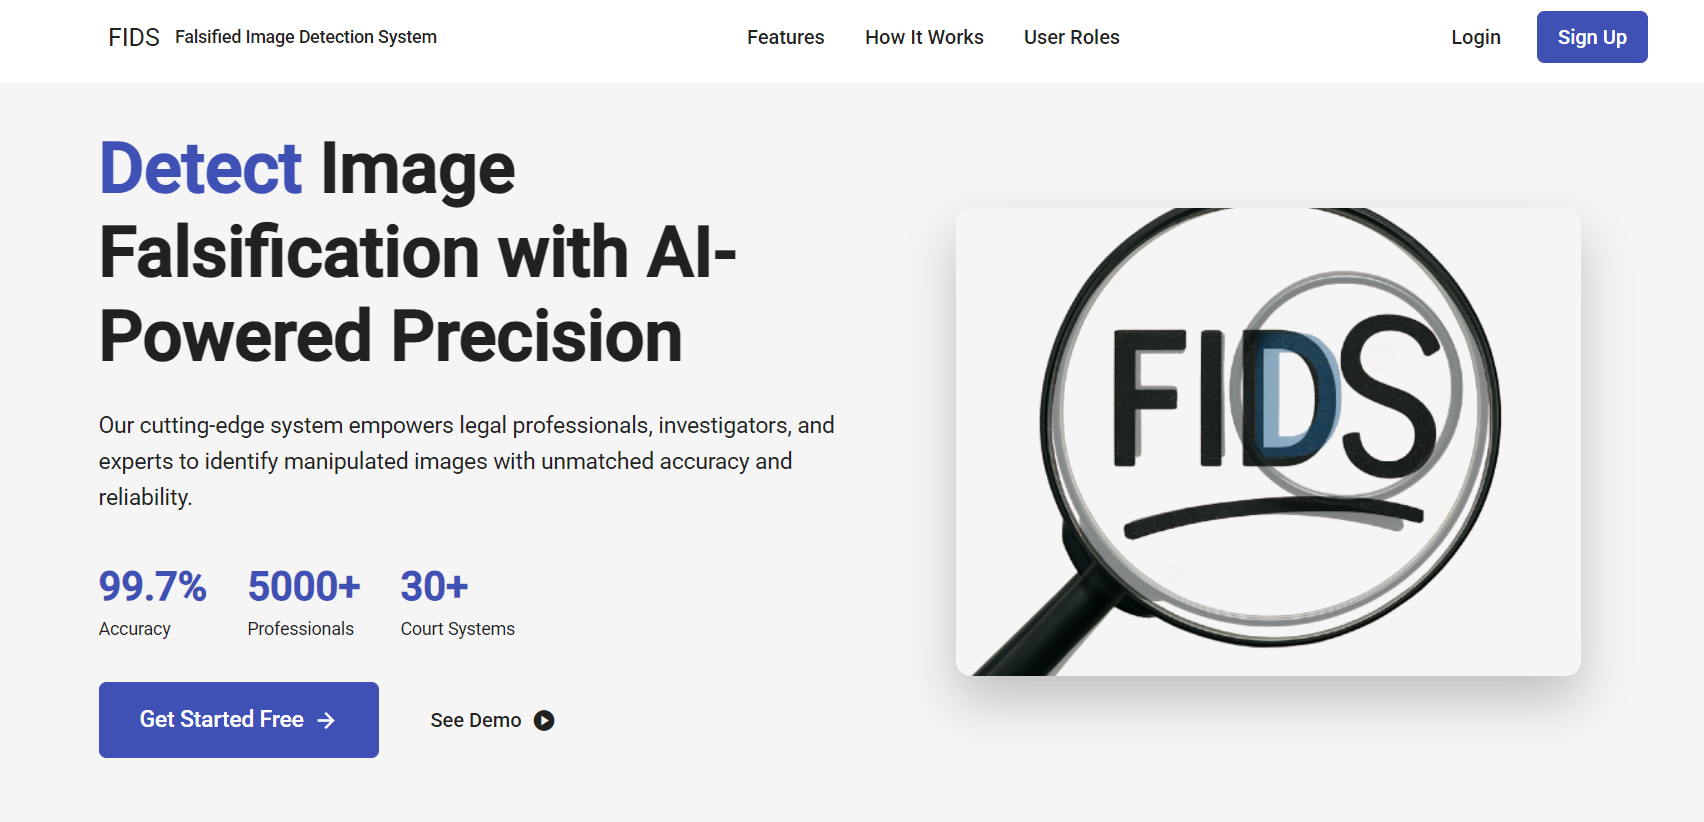 FIDS Falsified Image Detection System
Features How It Works User Roles
Login Sign Up
Detect Image
Falsification with AI-
Powered Precision
Our cutting-edge system empowers legal professionals, investigators, and
experts to identify manipulated images with unmatched accuracy and
reliability.
99.7% 5000+ 30+
Accuracy Professionals Court Systems
Get Started Free See Demo
FIDS